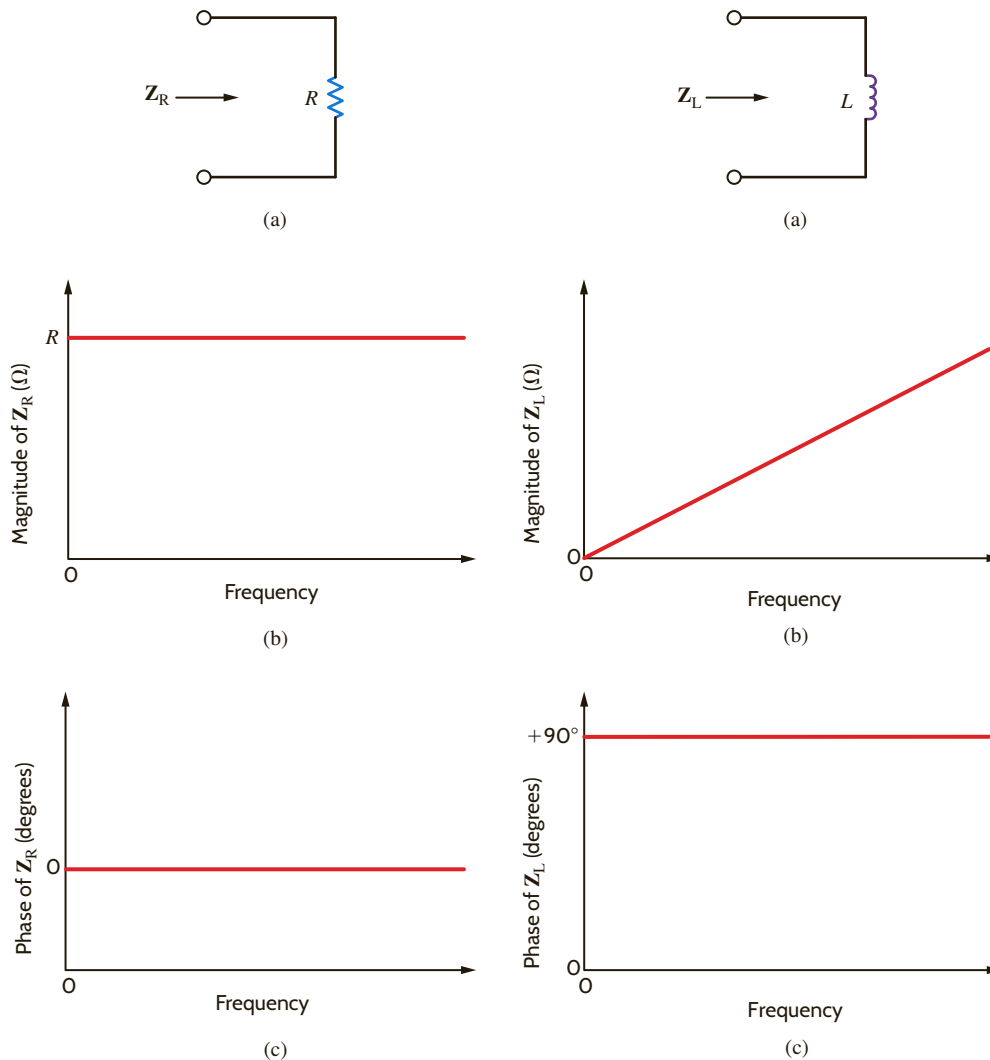 Z_R
R
(a)
R
Magnitude of Z_R (Ω)
0
Frequency
(b)
Phase of Z_R (degrees)
0
0
Frequency
(c)
Z_L
L
(a)
Magnitude of Z_L (Ω)
0
0
Frequency
(b)
+90°
Phase of Z_L (degrees)
0
0
Frequency
(c)